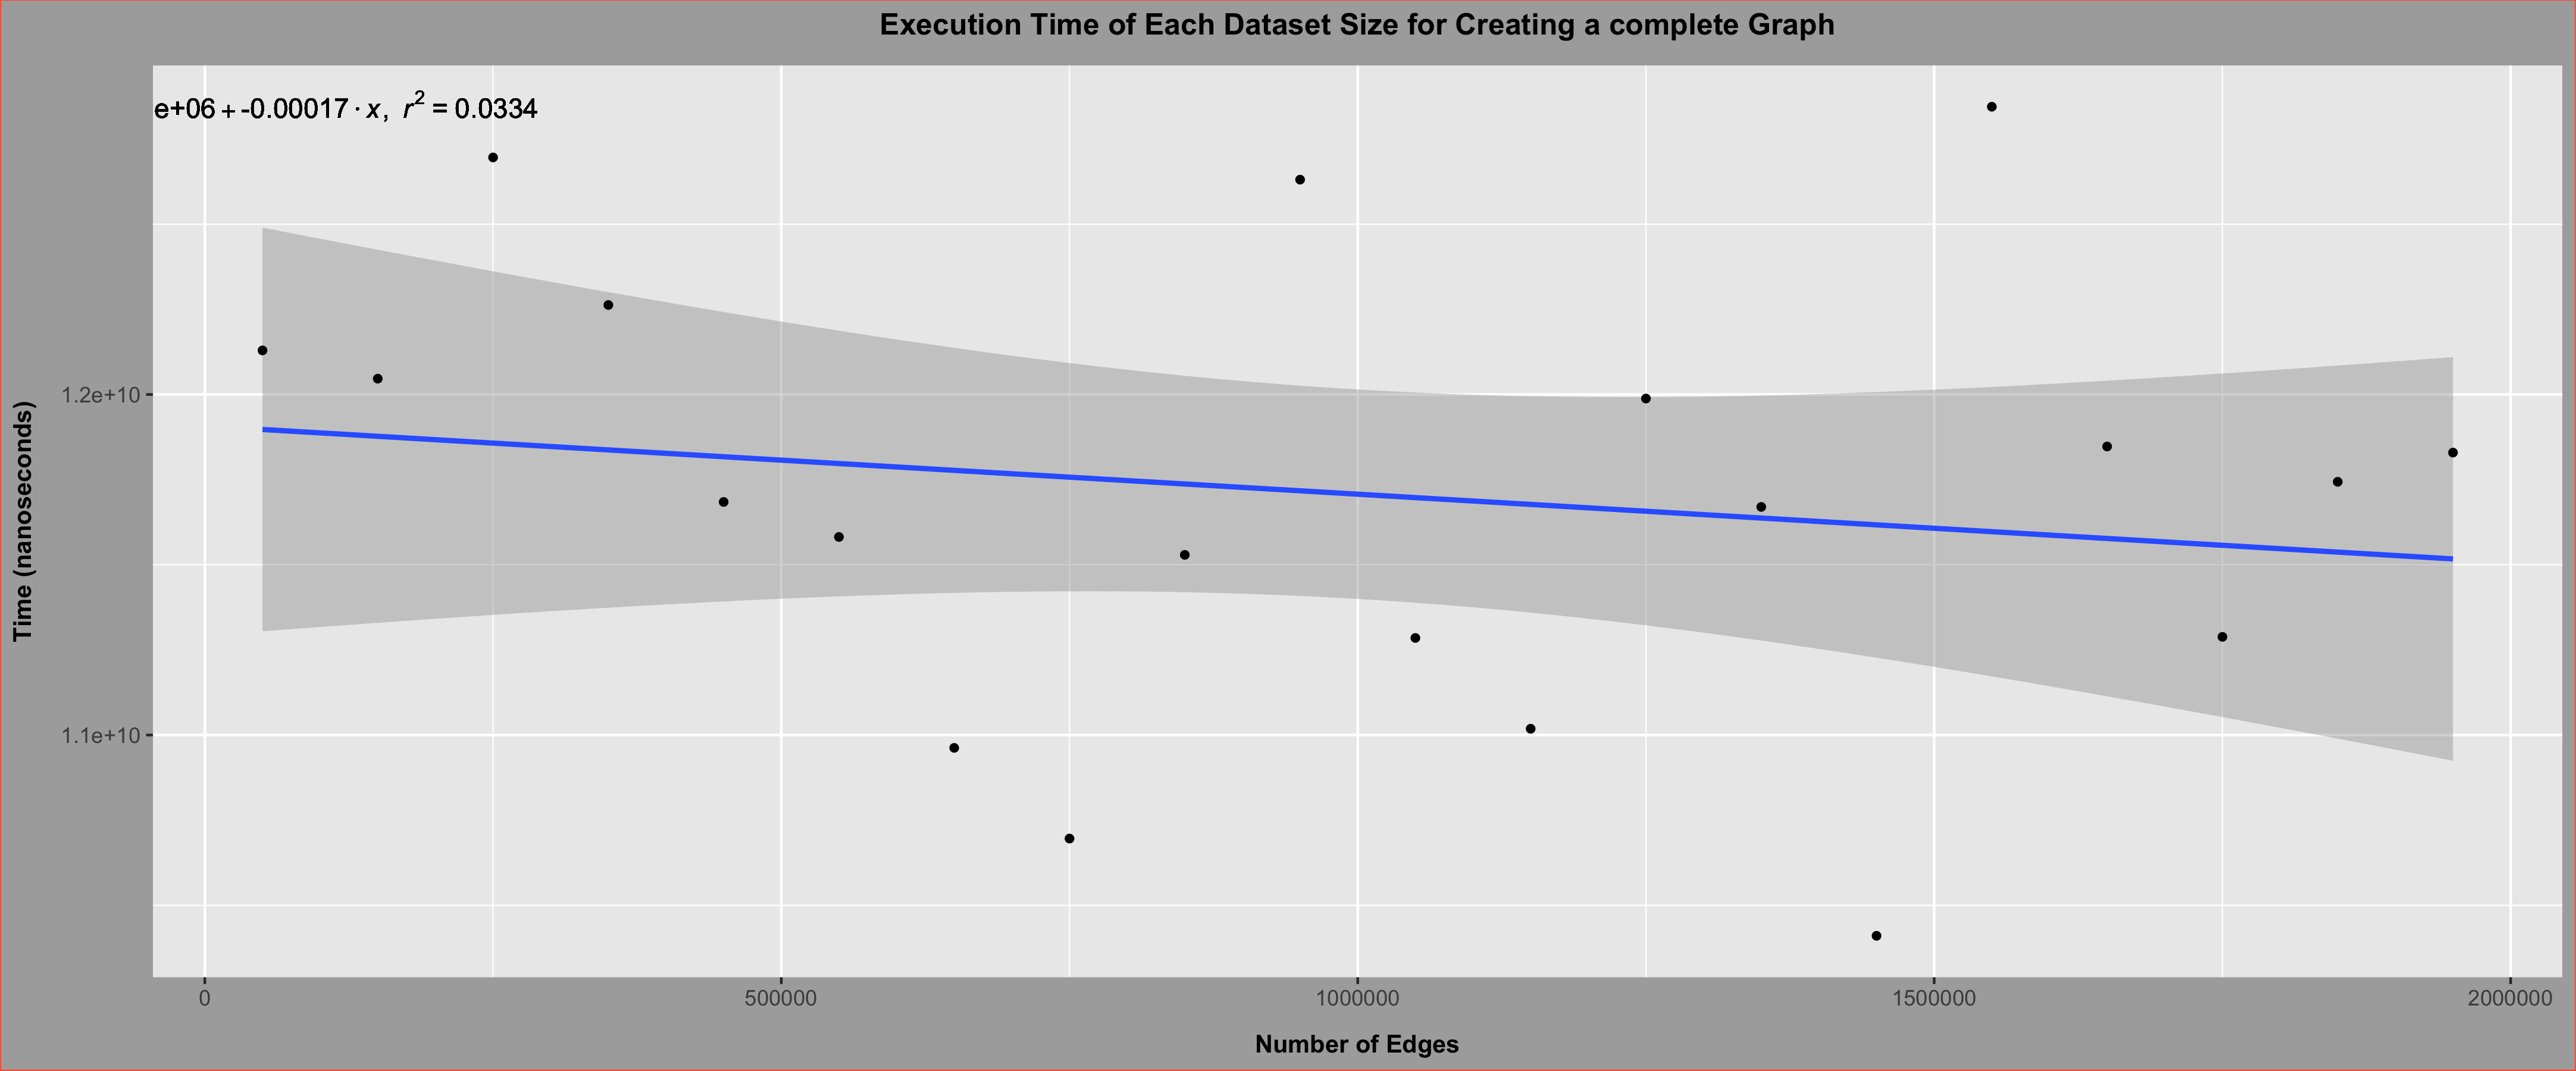 Execution Time of Each Dataset Size for Creating a complete Graph
e+06 + -0.00017 · x, r² = 0.0334
1.2e+10
1.1e+10
Time (nanoseconds)
0 500000 1000000 1500000 2000000
Number of Edges